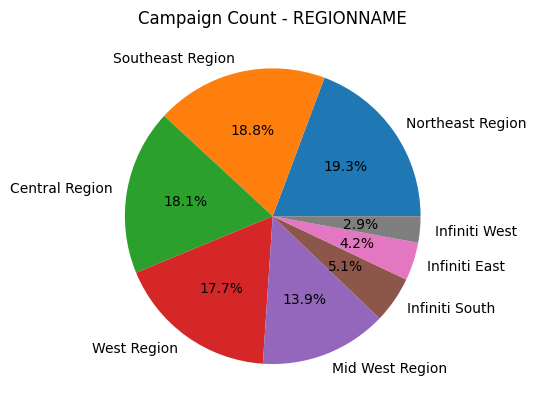 Campaign Count - REGIONNAME
Southeast Region
Northeast Region
18.8%
19.3%
Central Region
18.1%
2.9%
Infiniti West
4.2%
Infiniti East
5.1%
17.7%
13.9%
Infiniti South
West Region
Mid West Region